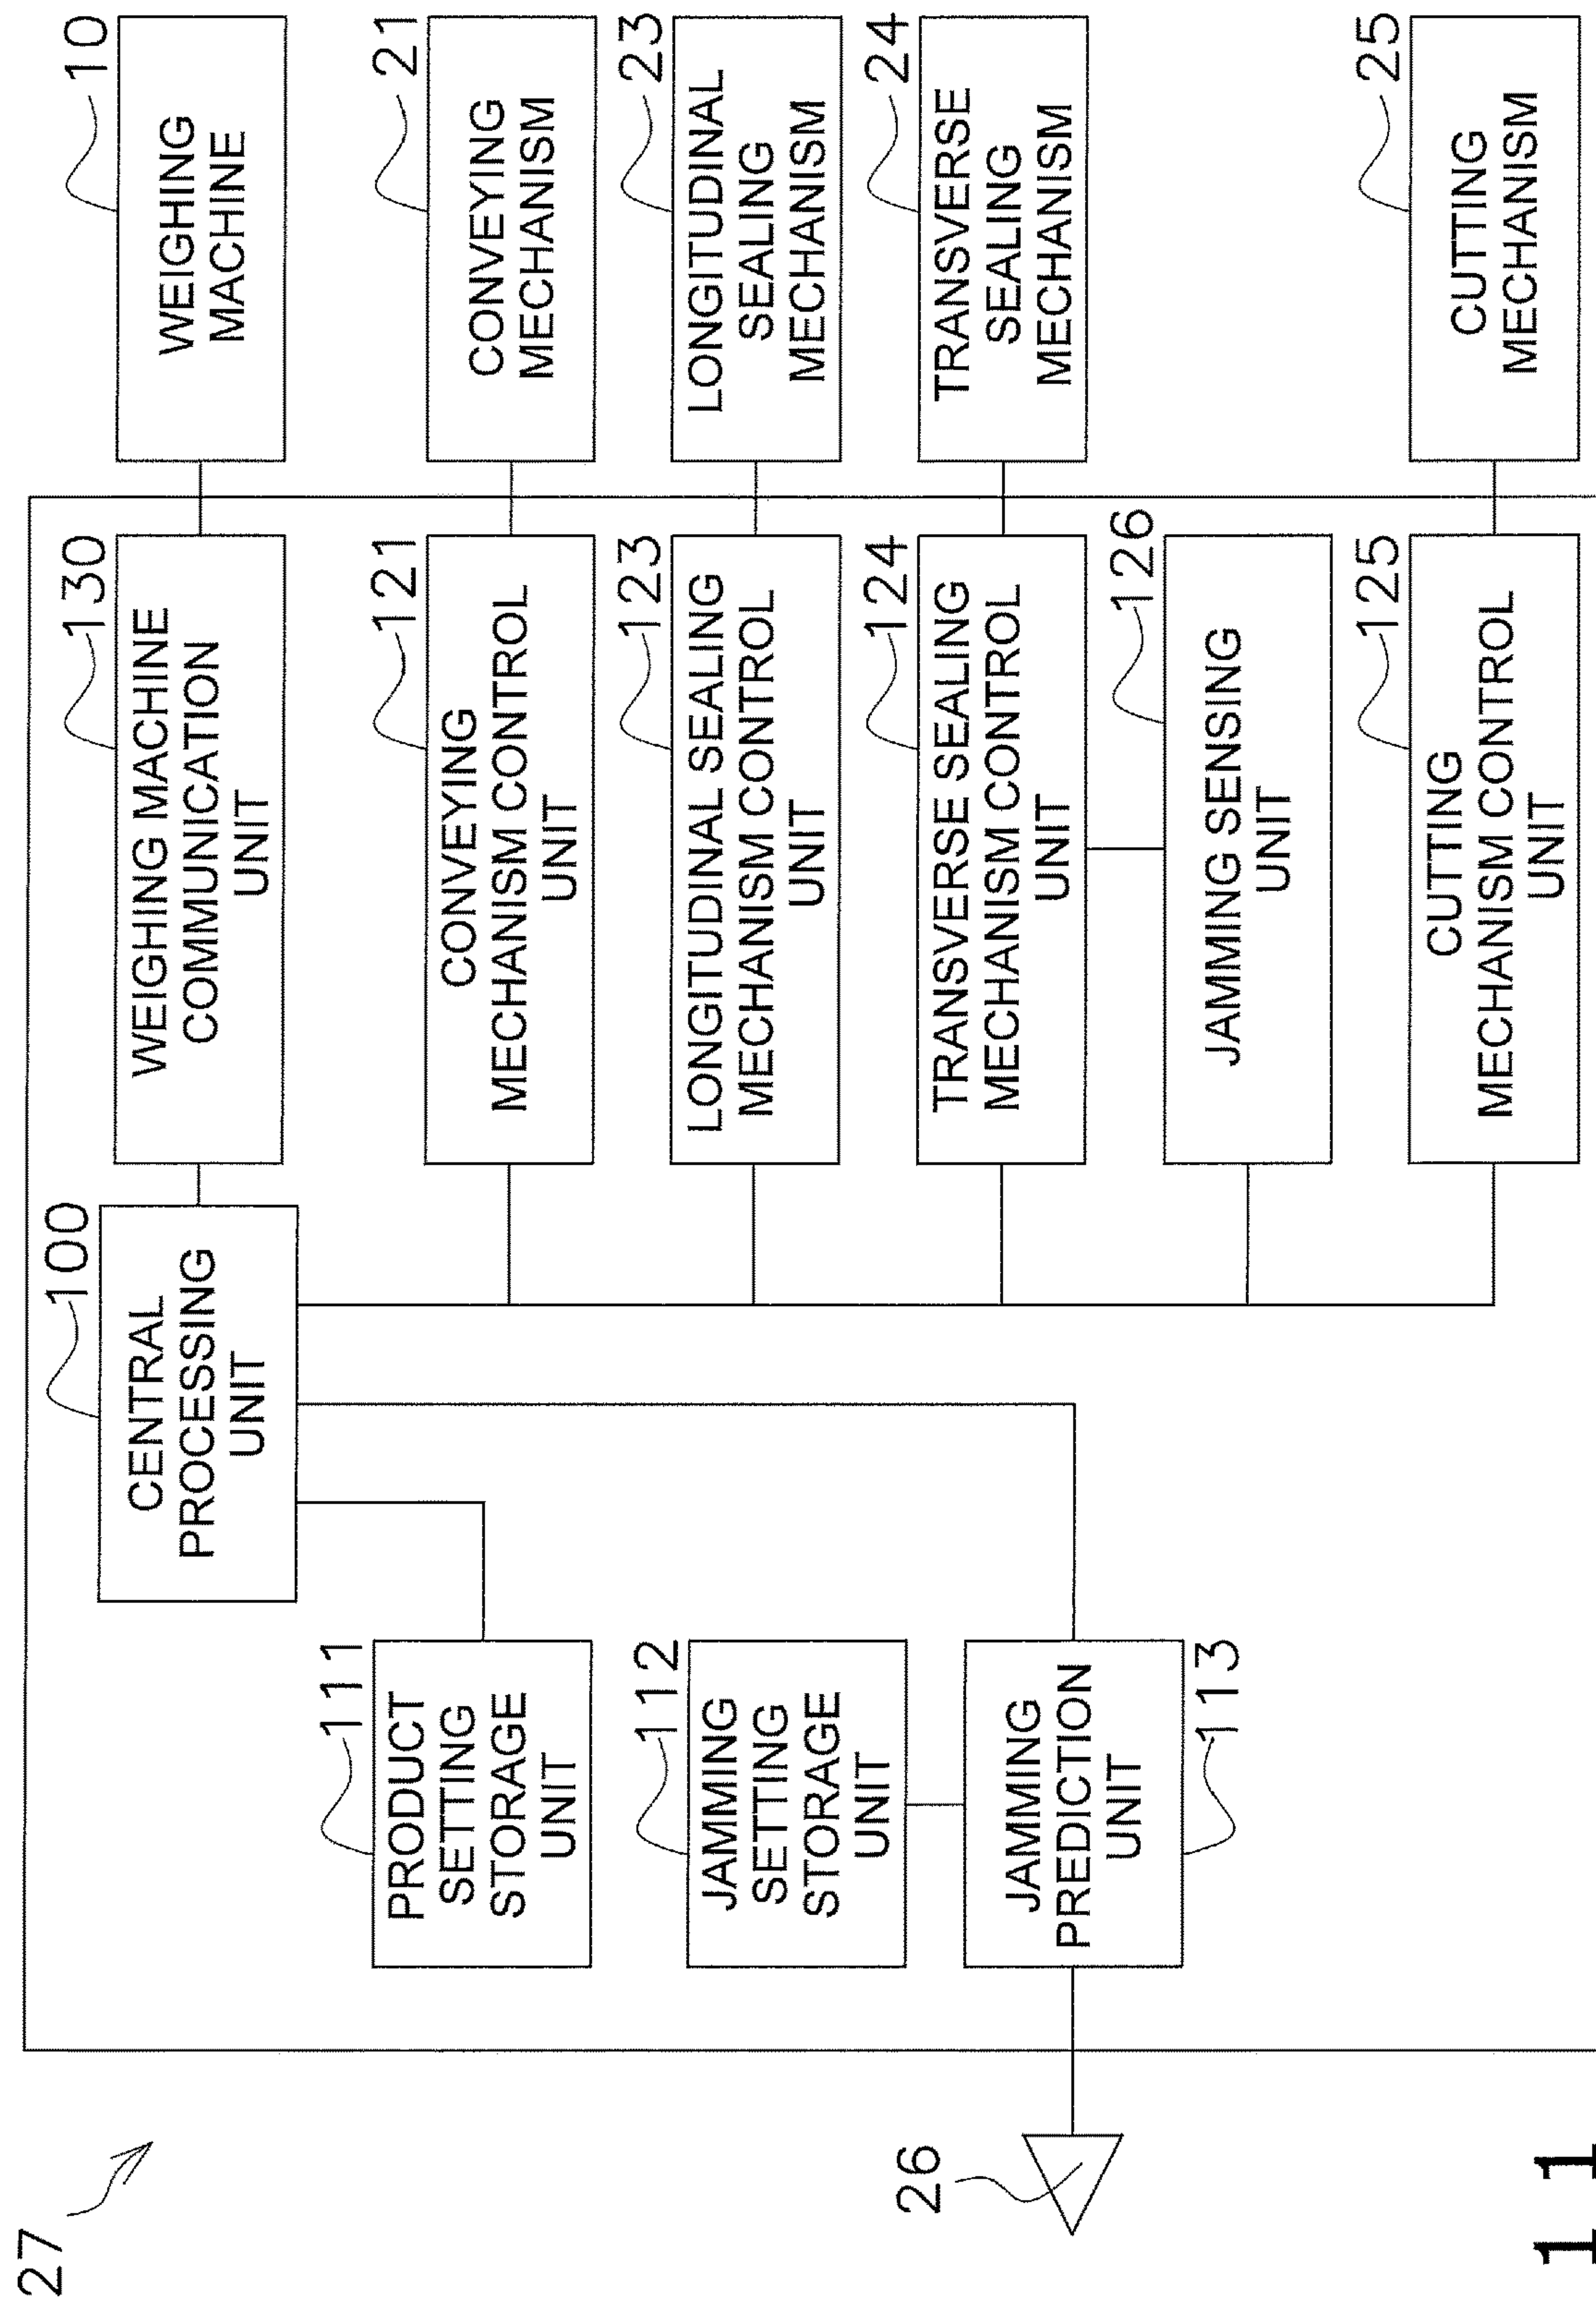 27
100
CENTRAL
PROCESSING
UNIT
130
WEIGHING MACHINE
COMMUNICATION
UNIT
10
WEIGHING
MACHINE
111
PRODUCT
SETTING
STORAGE
UNIT
121
CONVEYING
MECHANISM CONTROL
UNIT
21
CONVEYING
MECHANISM
112
JAMMING
SETTING
STORAGE
UNIT
123
LONGITUDINAL SEALING
MECHANISM CONTROL
UNIT
23
LONGITUDINAL
SEALING
MECHANISM
26
JAMMING
PREDICTION
UNIT
113
124
TRANSVERSE SEALING
MECHANISM CONTROL
UNIT
24
TRANSVERSE
SEALING
MECHANISM
126
JAMMING SENSING
UNIT
125
CUTTING
MECHANISM CONTROL
UNIT
25
CUTTING
MECHANISM
11